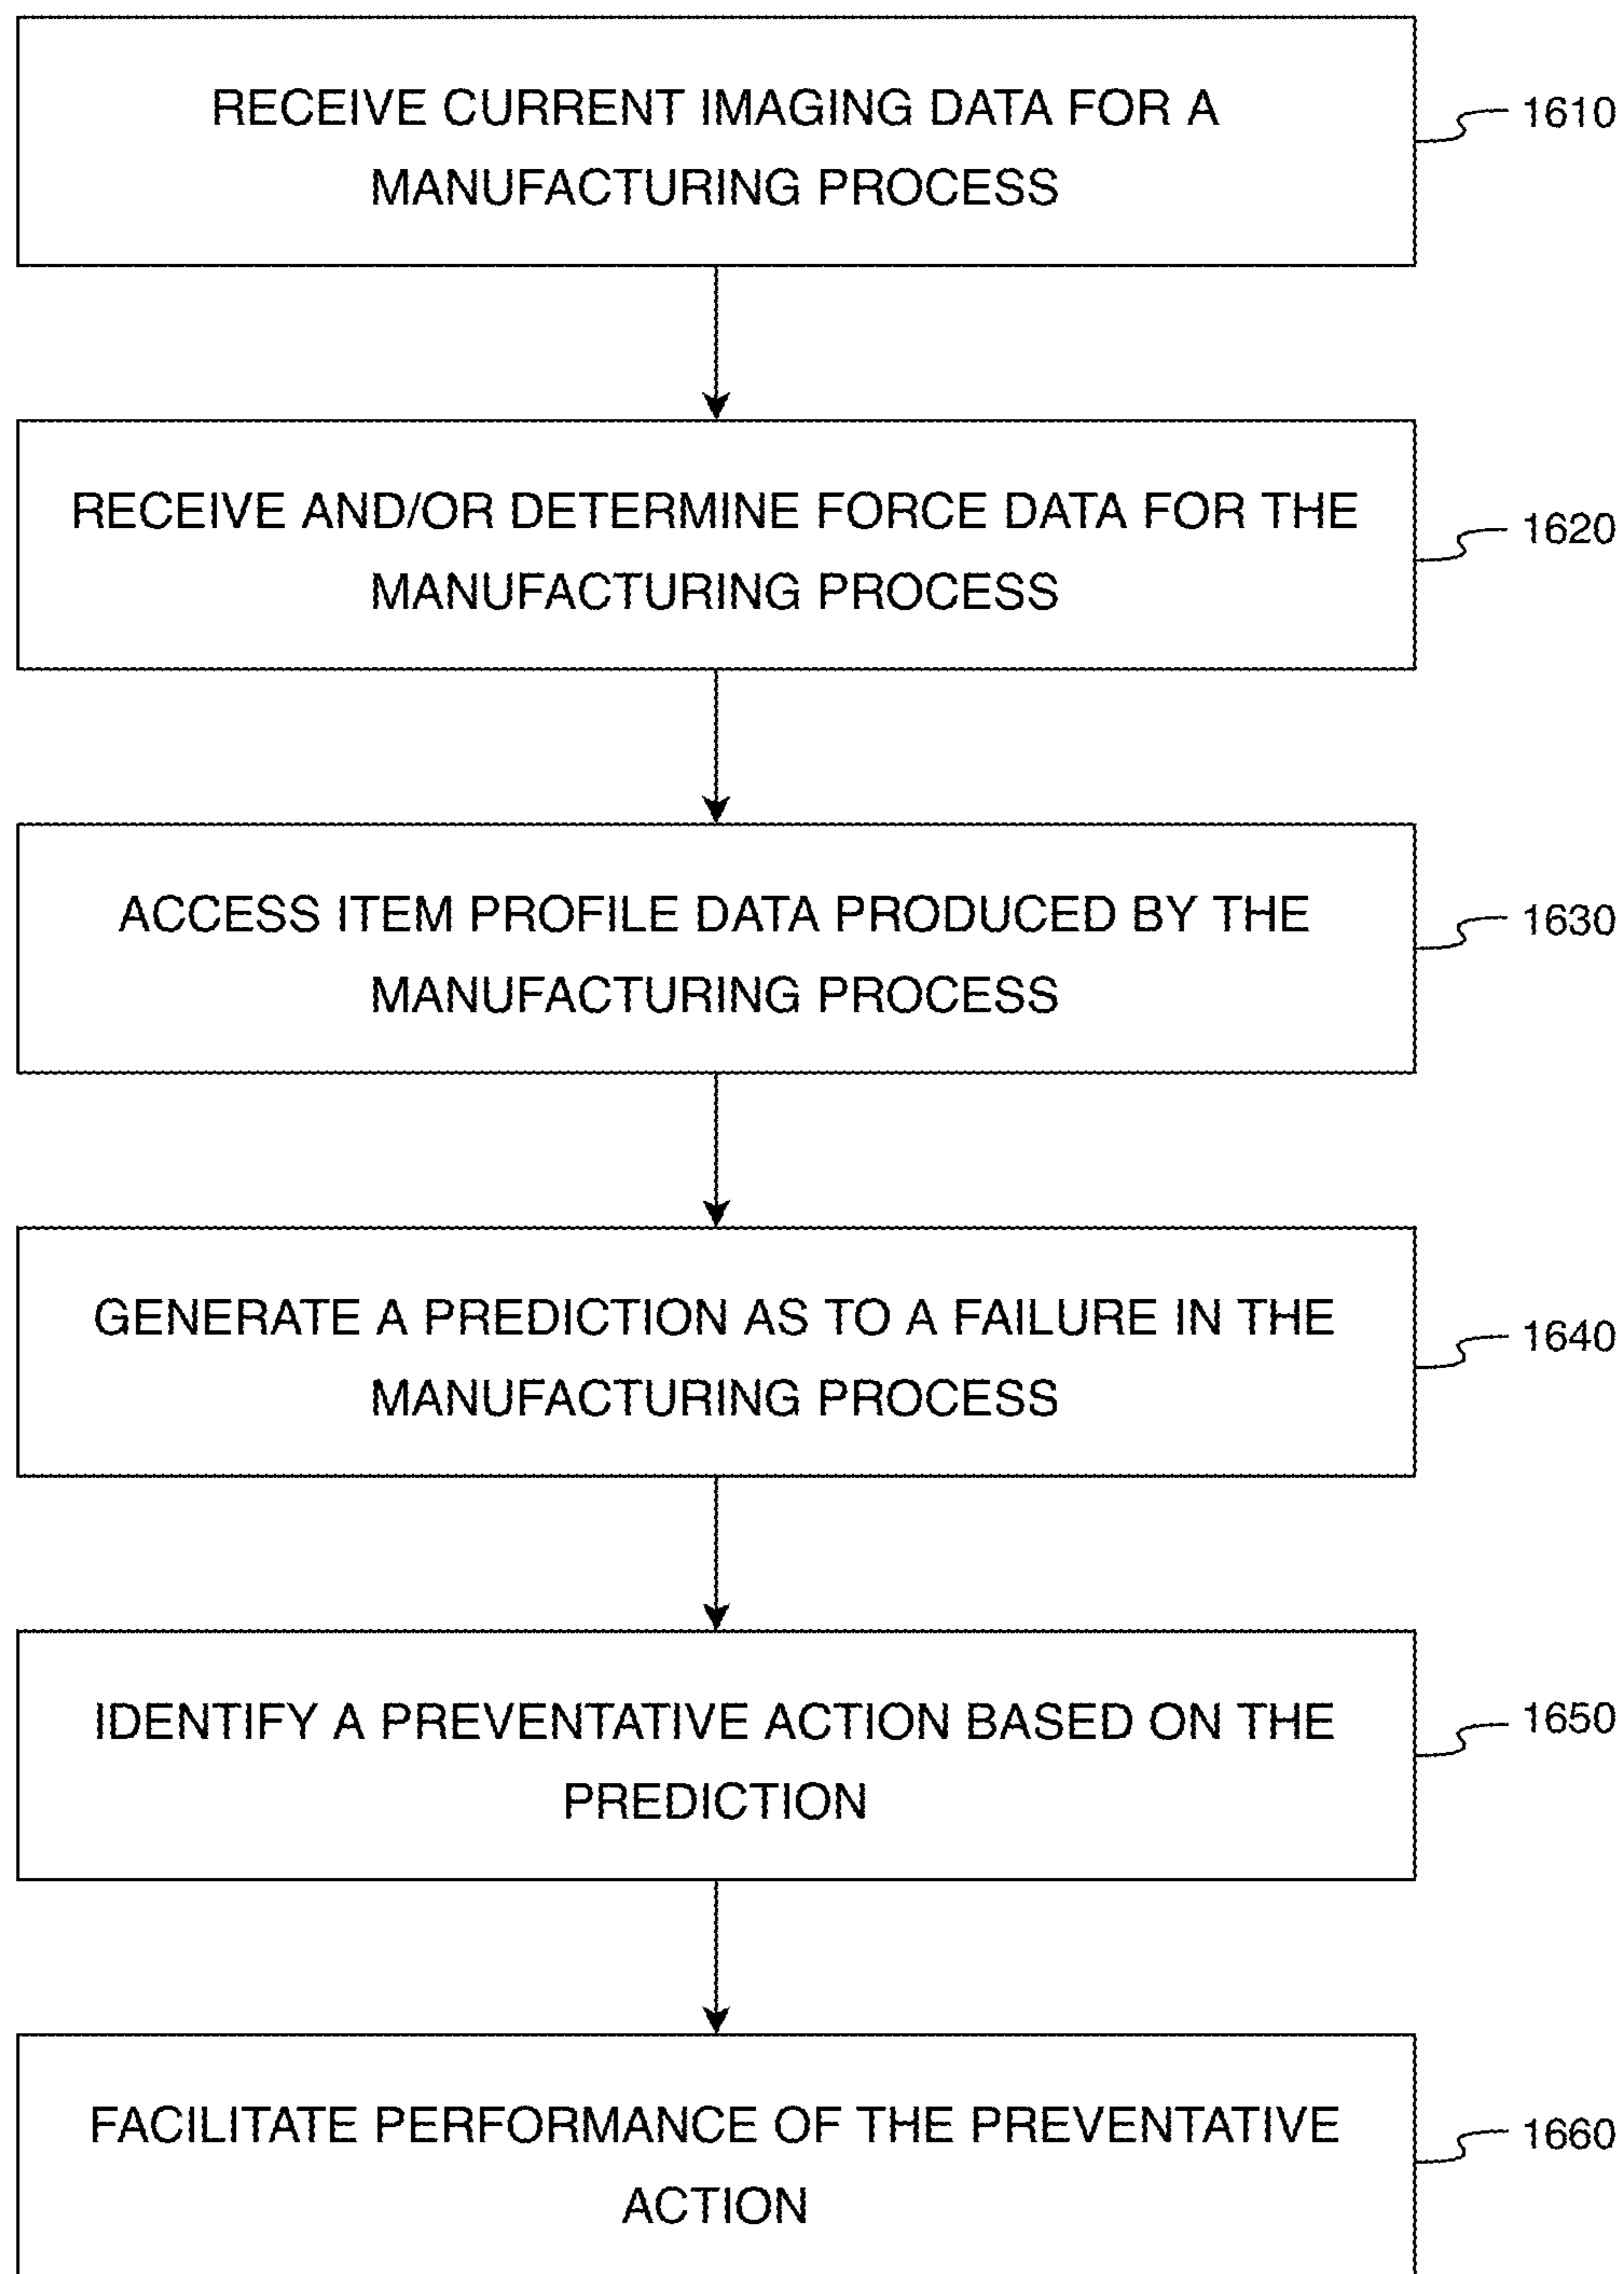 RECEIVE CURRENT IMAGING DATA FOR A
MANUFACTURING PROCESS
1610
RECEIVE AND/OR DETERMINE FORCE DATA FOR THE
MANUFACTURING PROCESS
1620
ACCESS ITEM PROFILE DATA PRODUCED BY THE
MANUFACTURING PROCESS
1630
GENERATE A PREDICTION AS TO A FAILURE IN THE
MANUFACTURING PROCESS
1640
IDENTIFY A PREVENTATIVE ACTION BASED ON THE
PREDICTION
1650
FACILITATE PERFORMANCE OF THE PREVENTATIVE
ACTION
1660